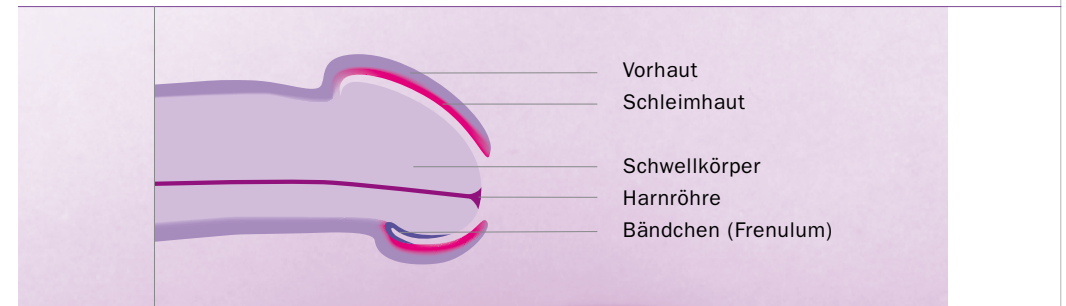 Vorhaut
Schleimhaut
Schwellkörper
Harnröhre
Bändchen (Frenulum)